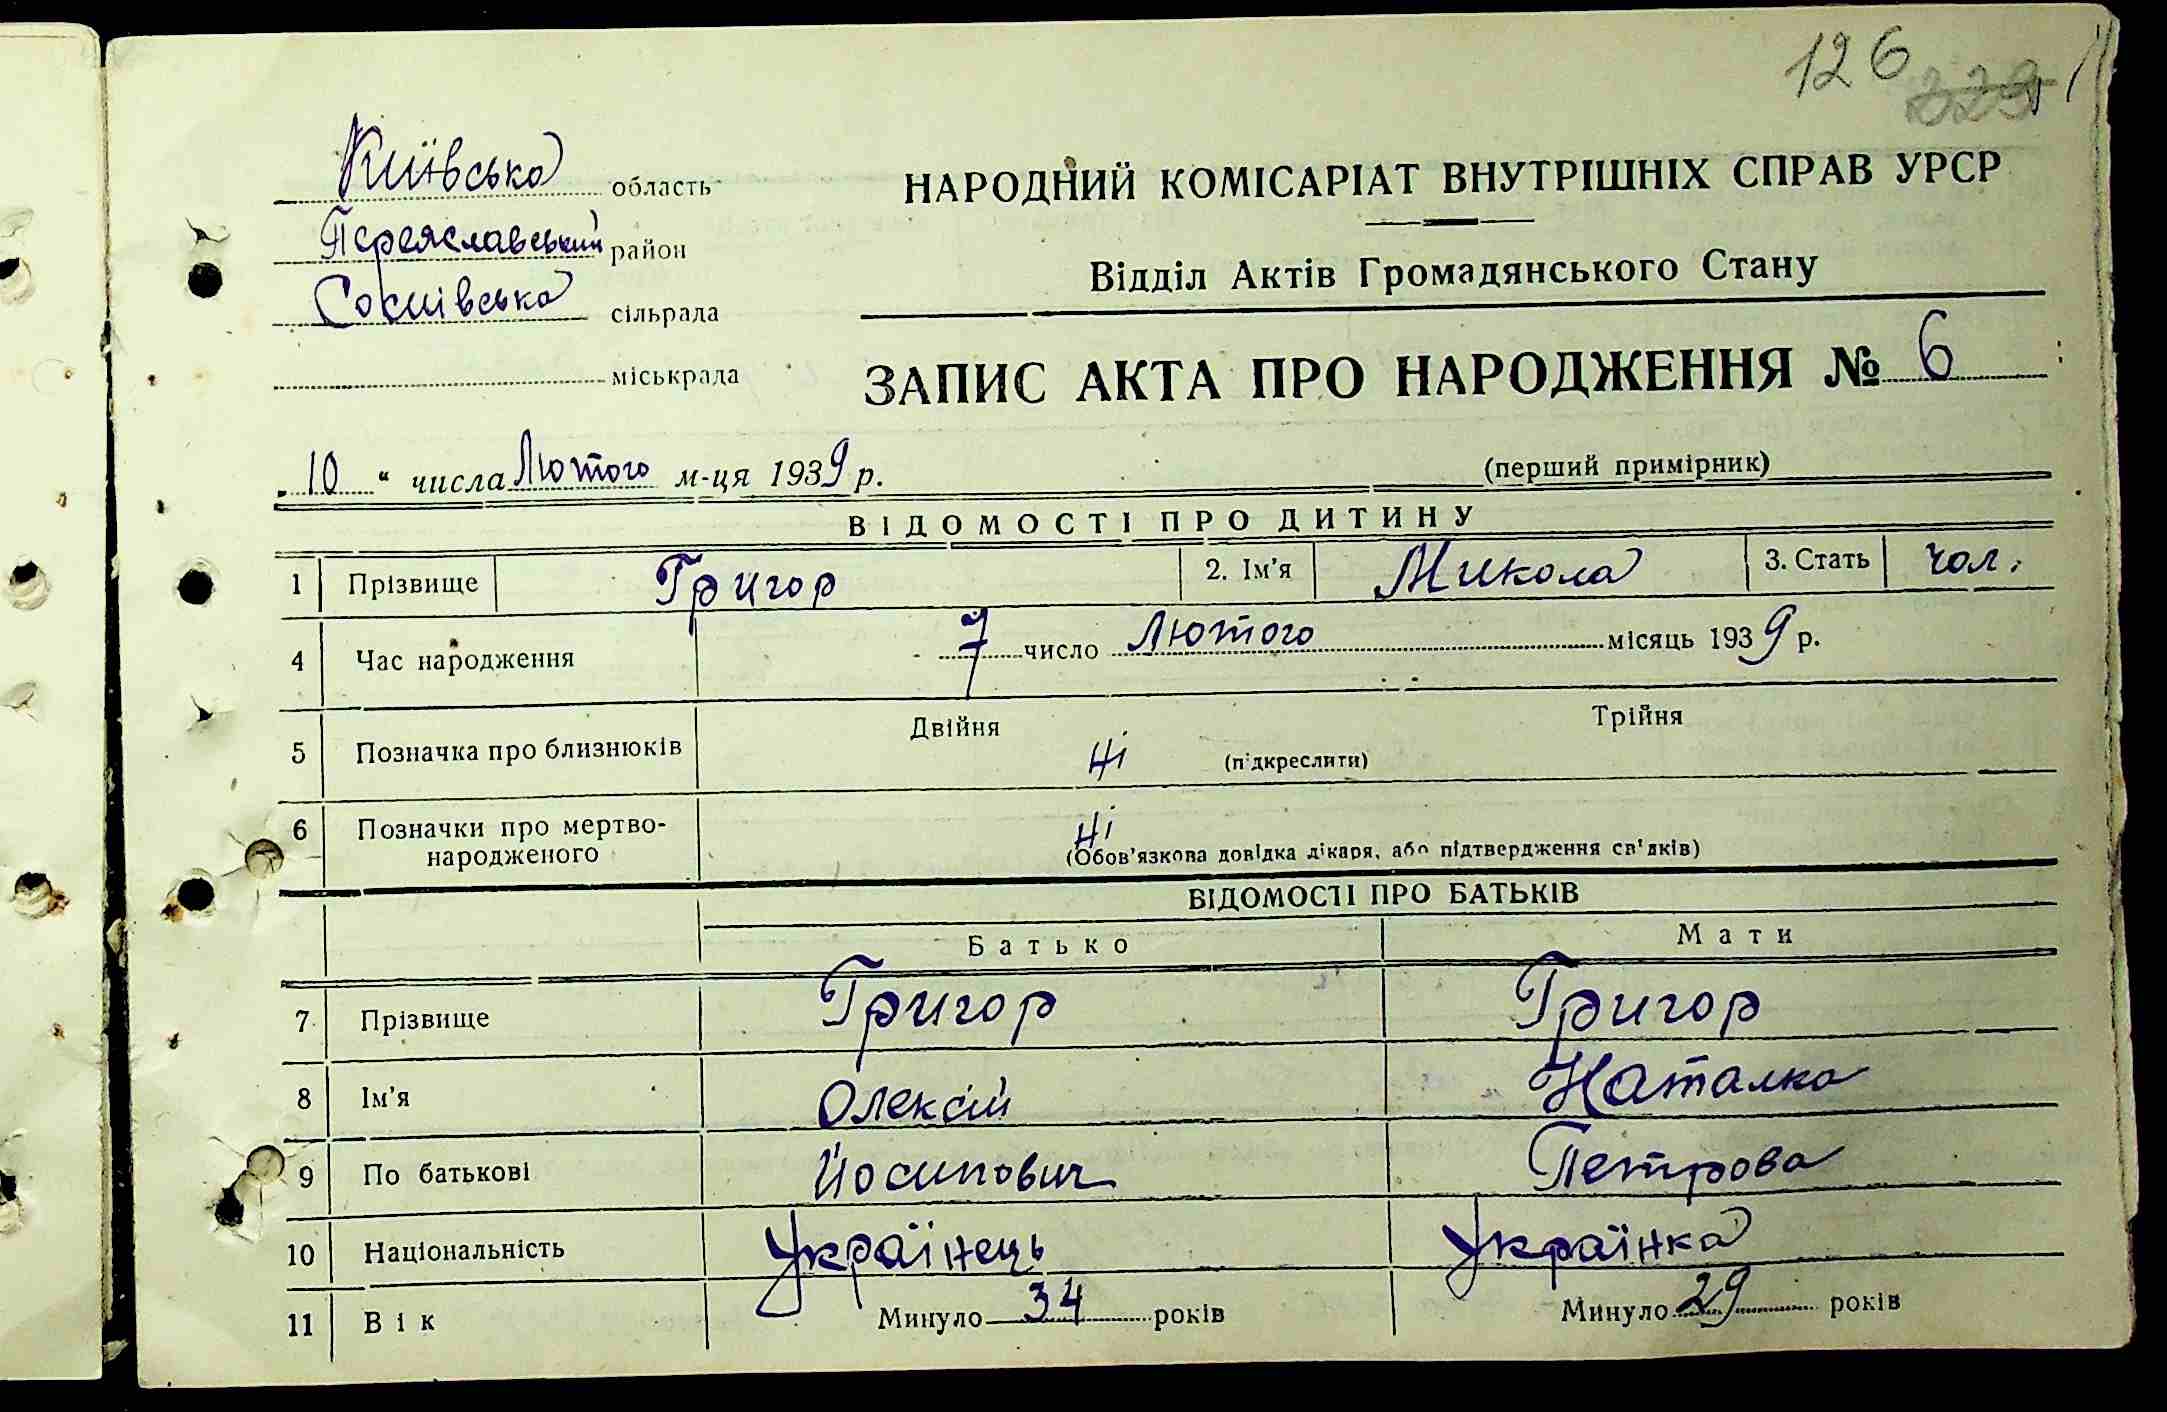 126
Київська область
Переяславський район
Соснівська сільрада
міськрада
НАРОДНИЙ КОМІСАРІАТ ВНУТРІШНІХ СПРАВ УРСР
Відділ Актів Громадянського Стану
ЗАПИС АКТА ПРО НАРОДЖЕННЯ № 6
„10“ числа Лютого м-ця 1939 р.
(перший примірник)
ВІДОМОСТІ ПРО ДИТИНУ
1 Прізвище Григор 2. Ім'я Микола 3. Стать чол.
4 Час народження 7 число Лютого місяць 1939 р.
5 Позначка про близнюків Двійня ні (підкреслити) Трійня
6 Позначки про мертво-
народженого ні
(Обов'язкова довідка лікаря, або підтвердження св'дків)
ВІДОМОСТІ ПРО БАТЬКІВ
Батько Мати
7 Прізвище Григор Григор
8 Ім'я Олексій Наталка
9 По батькові Йосипович Петрова
10 Національність Українець Українка
11 Вік Минуло 34 років Минуло 29 років